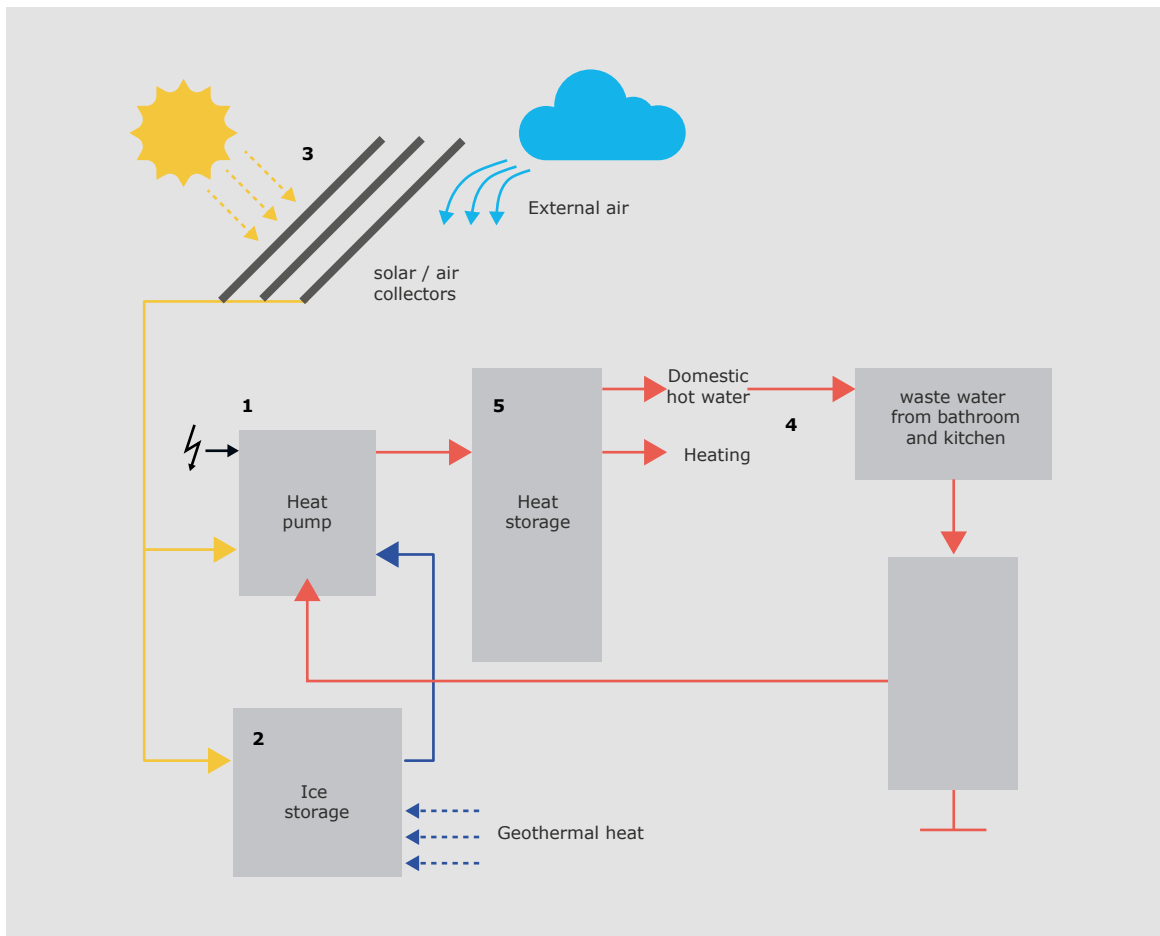 3
External air
solar / air
collectors
1
5
Domestic
hot water
4
waste water
from bathroom
and kitchen
Heating
Heat
pump
Heat
storage
2
Ice
storage
Geothermal heat